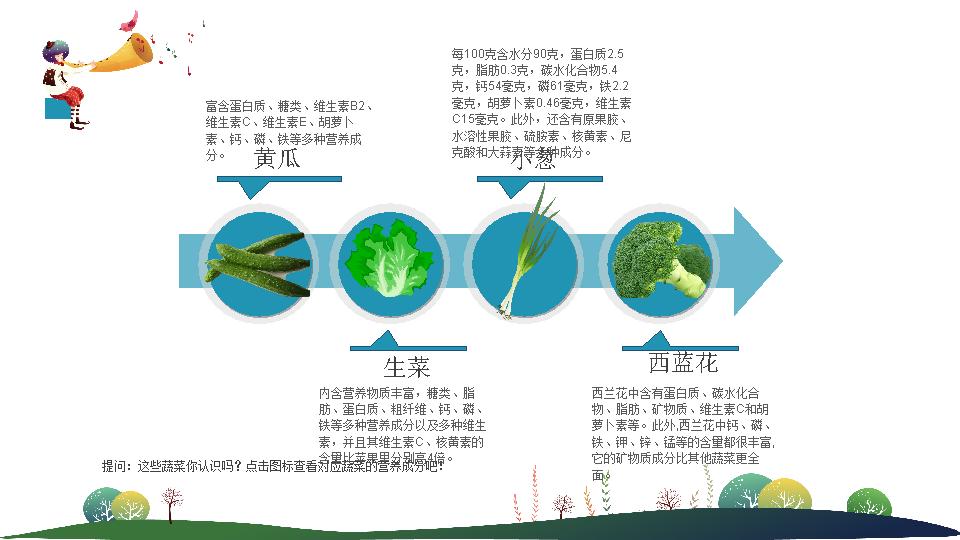 富含蛋白质、糖类、维生素B2、
维生素C、维生素E、胡萝卜
素、钙、磷、铁等多种营养成
分。
黄瓜
每100克含水分90克，蛋白质2.5
克，脂肪0.3克，碳水化合物5.4
克，钙54毫克，磷61毫克，铁2.2
毫克，胡萝卜素0.46毫克，维生素
C15毫克。此外，还含有原果胶、
水溶性果胶、硫胺素、核黄素、尼
克酸和大蒜素等多种成分。
小葱
生菜
内含营养物质丰富，糖类、脂
肪、蛋白质、粗纤维、钙、磷、
铁等多种营养成分以及多种维生
素，并且其维生素C、核黄素的
含量比苹果里分别高4倍。
西蓝花
西兰花中含有蛋白质、碳水化合
物、脂肪、矿物质、维生素C和胡
萝卜素等。此外,西兰花中钙、磷、
铁、钾、锌、锰等的含量都很丰富,
它的矿物质成分比其他蔬菜更全
面。
提问：这些蔬菜你认识吗？点击图标查看对应蔬菜的营养成分吧！